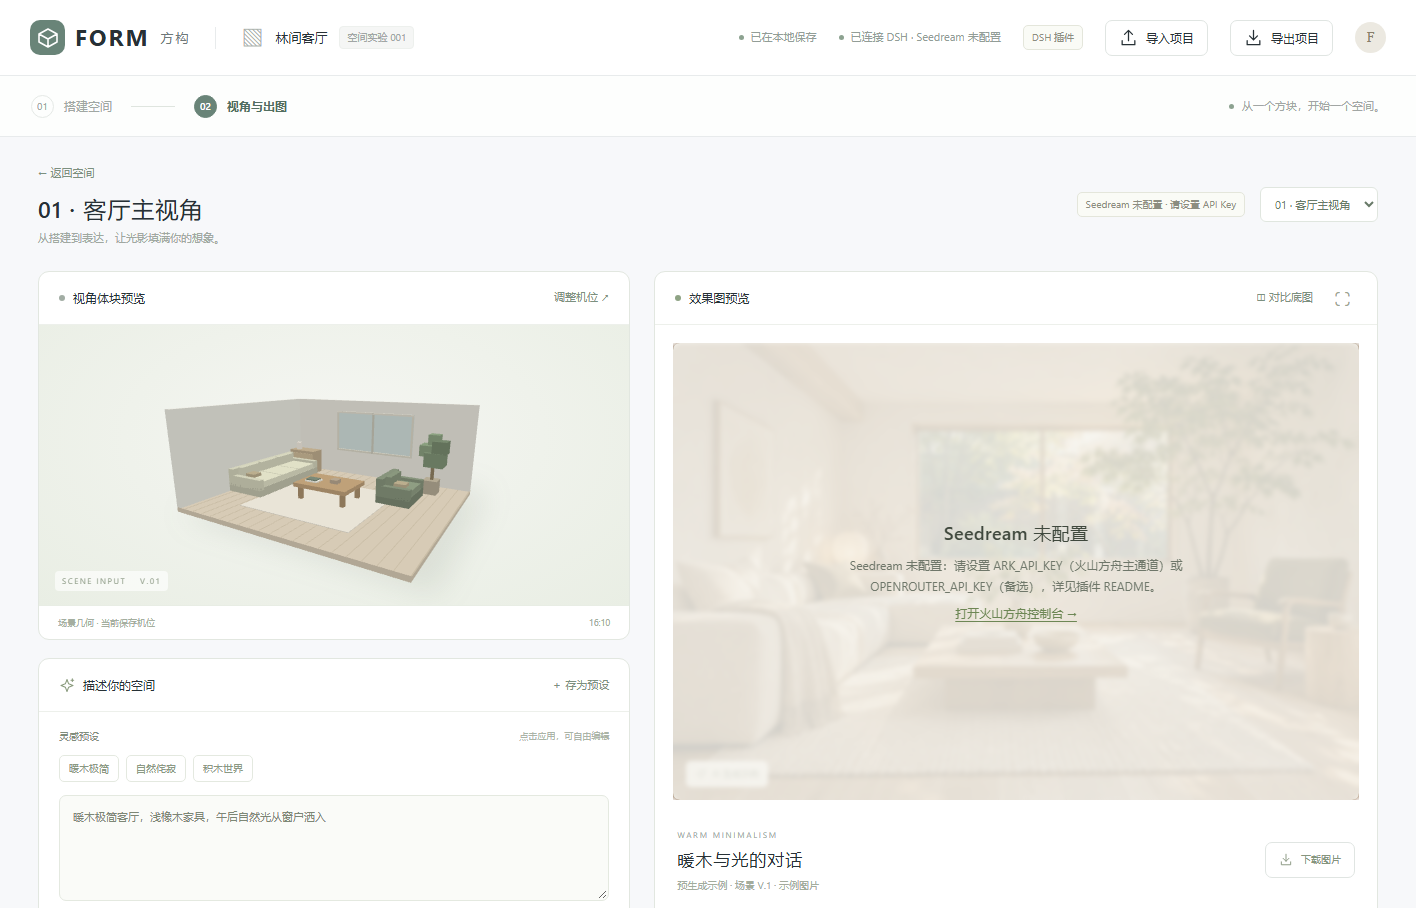 FORM 方构
林间客厅
空间实验 001
已在本地保存
已连接 DSH · Seedream 未配置
DSH 插件
导入项目
导出项目
F
01 搭建空间
02 视角与出图
从一个方块，开始一个空间。
← 返回空间
01 · 客厅主视角
从搭建到表达，让光影填满你的想象。
Seedream 未配置 · 请设置 API Key
01 · 客厅主视角
视角体块预览
调整机位 ↗
SCENE INPUT V.01
场景几何 · 当前保存机位
16:10
描述你的空间
+ 存为预设
灵感预设
点击应用，可自由编辑
暖木极简
自然侘寂
积木世界
暖木极简客厅，浅橡木家具，午后自然光从窗户洒入
效果图预览
对比底图
Seedream 未配置
Seedream 未配置：请设置 ARK_API_KEY（火山方舟主通道）或
OPENROUTER_API_KEY（备选），详见插件 README。
打开火山方舟控制台 →
WARM MINIMALISM
暖木与光的对话
预生成示例 · 场景 V.1 · 示例图片
下载图片